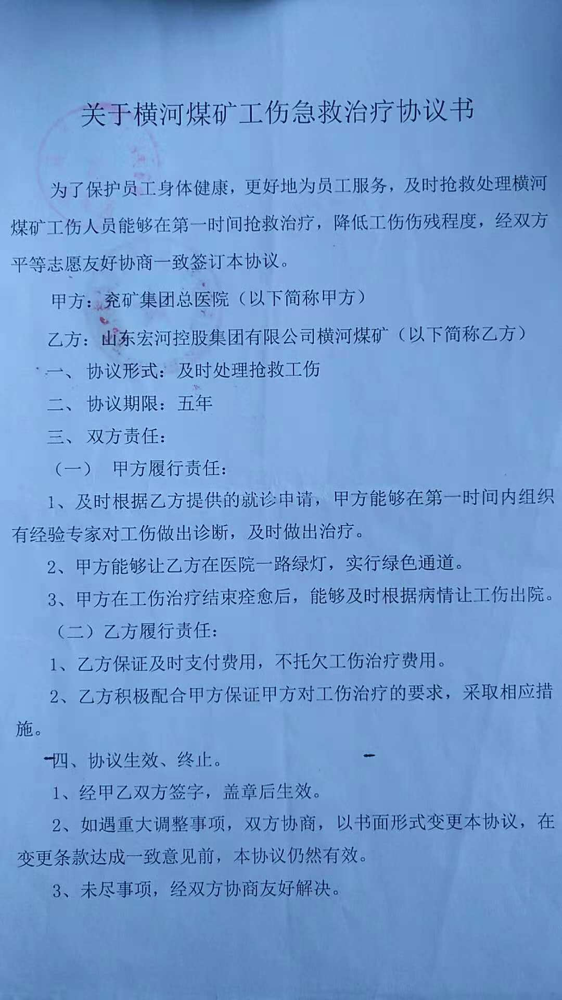 关于横河煤矿工伤急救治疗协议书
为了保护员工身体健康，更好地为员工服务，及时抢救处理横河
煤矿工伤人员能够在第一时间抢救治疗，降低工伤伤残程度，经双方
平等志愿友好协商一致签订本协议。
甲方：兖矿集团总医院（以下简称甲方）
乙方：山东宏河控股集团有限公司横河煤矿（以下简称乙方）
一、 协议形式：及时处理抢救工伤
二、 协议期限：五年
三、 双方责任：
（一） 甲方履行责任：
1、及时根据乙方提供的就诊申请，甲方能够在第一时间内组织
有经验专家对工伤做出诊断，及时做出治疗。
2、甲方能够让乙方在医院一路绿灯，实行绿色通道。
3、甲方在工伤治疗结束痊愈后，能够及时根据病情让工伤出院。
（二）乙方履行责任：
1、乙方保证及时支付费用，不托欠工伤治疗费用。
2、乙方积极配合甲方保证甲方对工伤治疗的要求，采取相应措
施。
四、协议生效、终止。
1、经甲乙双方签字，盖章后生效。
2、如遇重大调整事项，双方协商，以书面形式变更本协议，在
变更条款达成一致意见前，本协议仍然有效。
3、未尽事项，经双方协商友好解决。